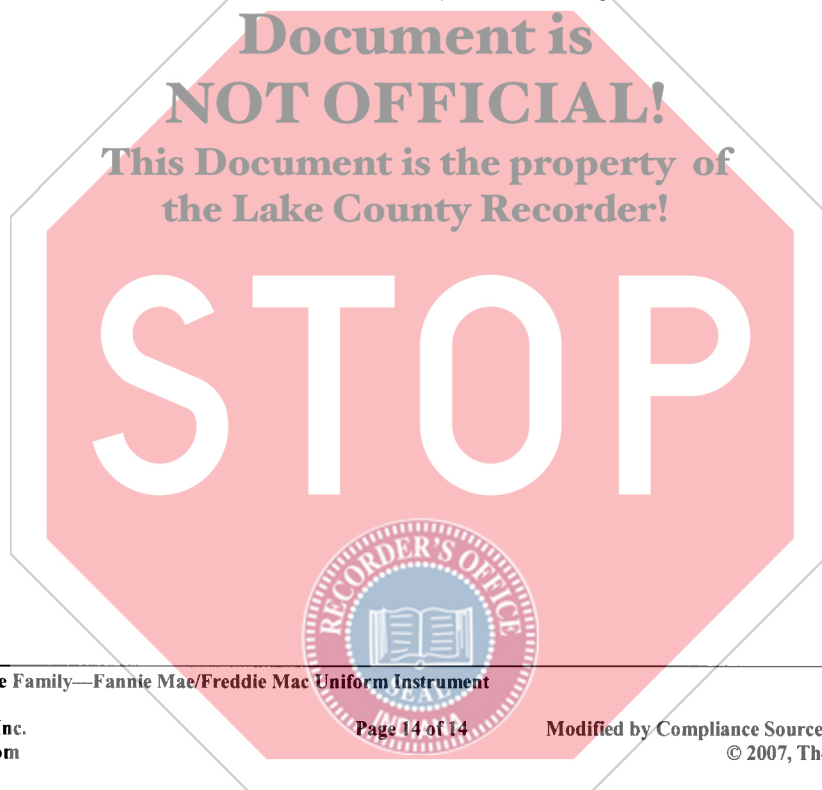 Document is
NOT OFFICIAL!
This Document is the property of
the Lake County Recorder!
STOP
RECORDER'S OFFICE
SEAL
INDIANA
e Family—Fannie Mae/Freddie Mac Uniform Instrument
Inc. Page 14 of 14 Modified by Compliance Source
om © 2007, Th